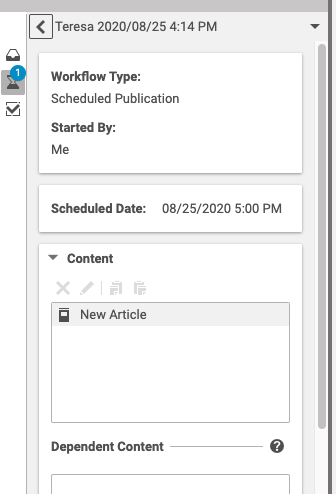 Teresa 2020/08/25 4:14 PM
1
Workflow Type:
Scheduled Publication
Started By:
Me
Scheduled Date: 08/25/2020 5:00 PM
Content
New Article
Dependent Content ?